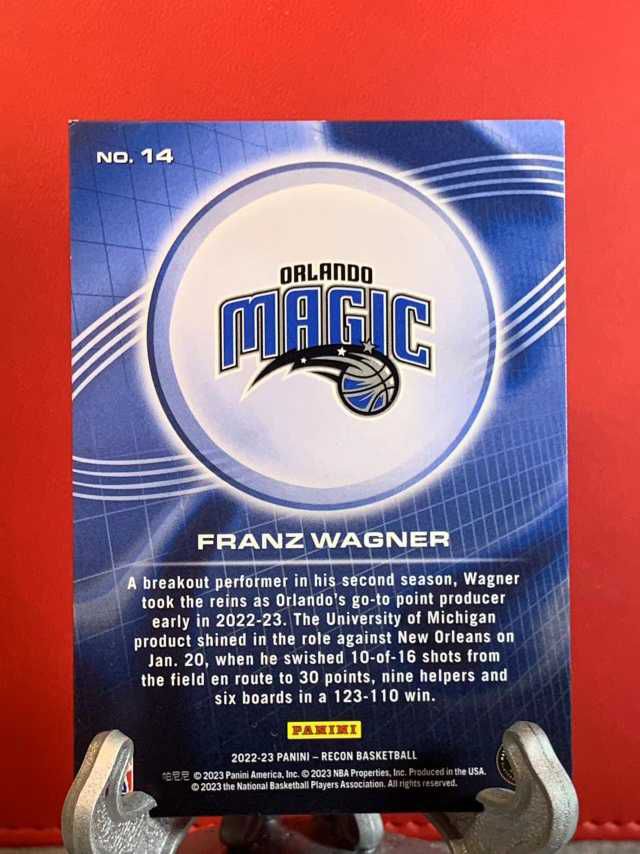 NO. 14
ORLANDO
MAGIC
FRANZ WAGNER
A breakout performer in his second season, Wagner
took the reins as Orlando's go-to point producer
early in 2022-23. The University of Michigan
product shined in the role against New Orleans on
Jan. 20, when he swished 10-of-16 shots from
the field en route to 30 points, nine helpers and
six boards in a 123-110 win.
PANINI
2022-23 PANINI – RECON BASKETBALL
帕尼尼 © 2023 Panini America, Inc. © 2023 NBA Properties, Inc. Produced in the USA.
© 2023 the National Basketball Players Association. All rights reserved.